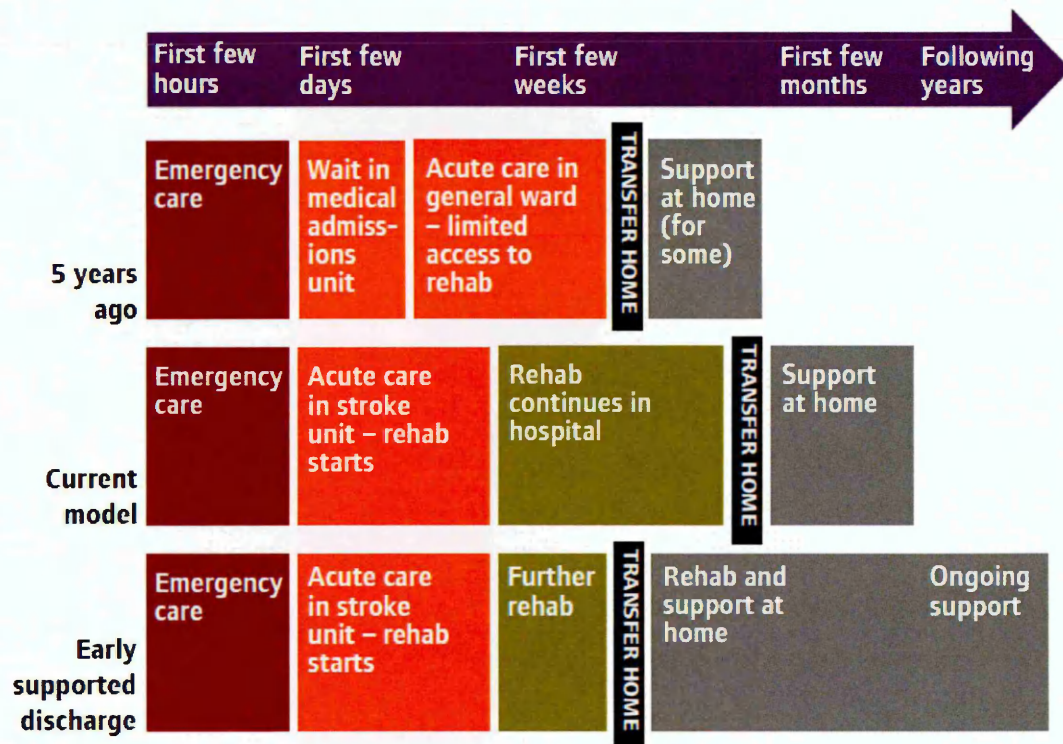 First few
hours
First few
days
First few
weeks
First few
months
Following
years
5 years
ago
Emergency
care
Wait in
medical
admiss-
ions
unit
Acute care in
general ward
– limited
access to
rehab
TRANSFER HOME
Support
at home
(for
some)
Current
model
Emergency
care
Acute care
in stroke
unit – rehab
starts
Rehab
continues in
hospital
TRANSFER HOME
Support
at home
Early
supported
discharge
Emergency
care
Acute care
in stroke
unit – rehab
starts
Further
rehab
TRANSFER HOME
Rehab and
support at
home
Ongoing
support